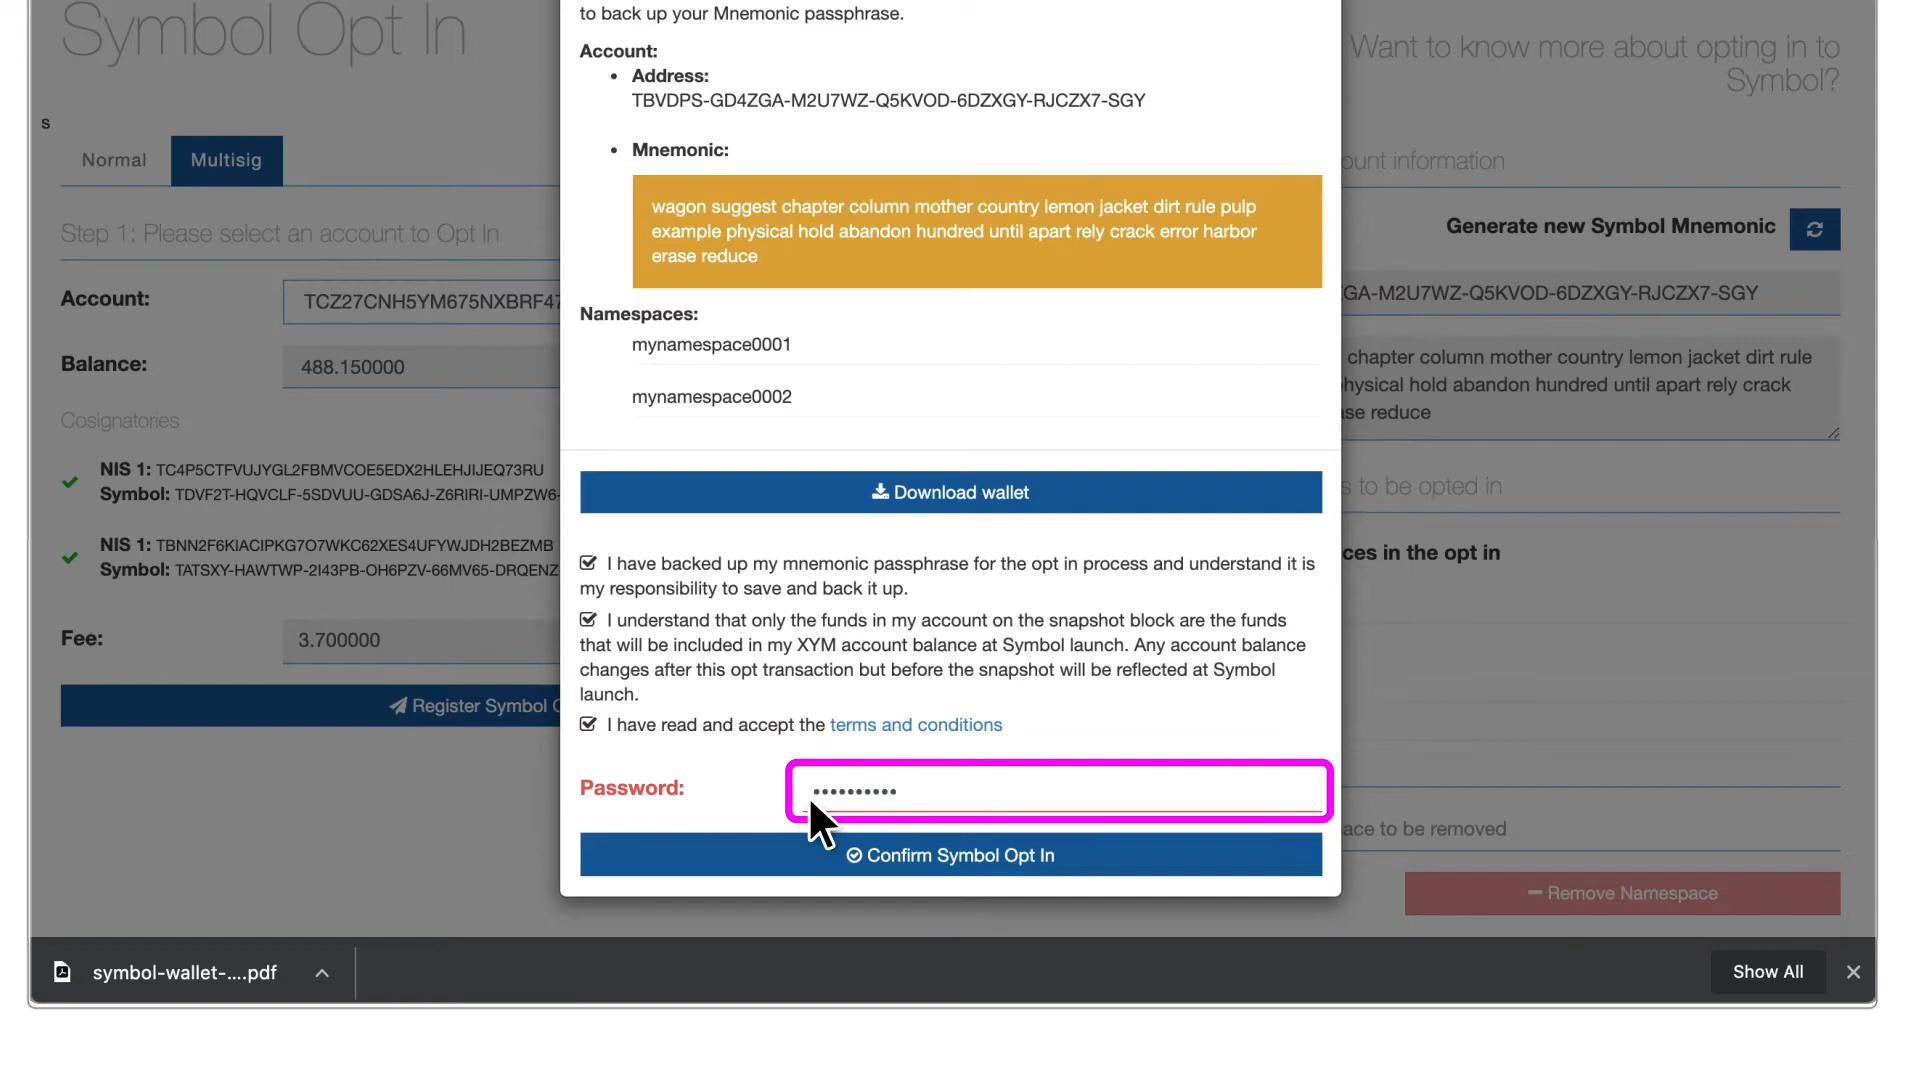 Symbol Opt In
Want to know more about opting in to
Symbol?
s
Normal
Multisig
Step 1: Please select an account to Opt In
Account:
TCZ27CNH5YM675NXBRF47
Balance:
488.150000
Cosignatories
NIS 1: TC4P5CTFVUJYGL2FBMVCOE5EDX2HLEHJIJEQ73RU
Symbol: TDVF2T-HQVCLF-5SDVUU-GDSA6J-Z6RIRI-UMPZW6-
NIS 1: TBNN2F6KIACIPKG7O7WKC62XES4UFYWJDH2BEZMB
Symbol: TATSXY-HAWTWP-2I43PB-OH6PZV-66MV65-DRQENZ
Fee:
3.700000
Register Symbol O
to back up your Mnemonic passphrase.
Account:
Address:
TBVDPS-GD4ZGA-M2U7WZ-Q5KVOD-6DZXGY-RJCZX7-SGY
Mnemonic:
wagon suggest chapter column mother country lemon jacket dirt rule pulp
example physical hold abandon hundred until apart rely crack error harbor
erase reduce
Namespaces:
mynamespace0001
mynamespace0002
Download wallet
I have backed up my mnemonic passphrase for the opt in process and understand it is
my responsibility to save and back it up.
I understand that only the funds in my account on the snapshot block are the funds
that will be included in my XYM account balance at Symbol launch. Any account balance
changes after this opt transaction but before the snapshot will be reflected at Symbol
launch.
I have read and accept the terms and conditions
Password:
••••••••••
Confirm Symbol Opt In
ount information
Generate new Symbol Mnemonic
GA-M2U7WZ-Q5KVOD-6DZXGY-RJCZX7-SGY
chapter column mother country lemon jacket dirt rule
hysical hold abandon hundred until apart rely crack
se reduce
s to be opted in
ces in the opt in
ace to be removed
Remove Namespace
symbol-wallet-....pdf
Show All